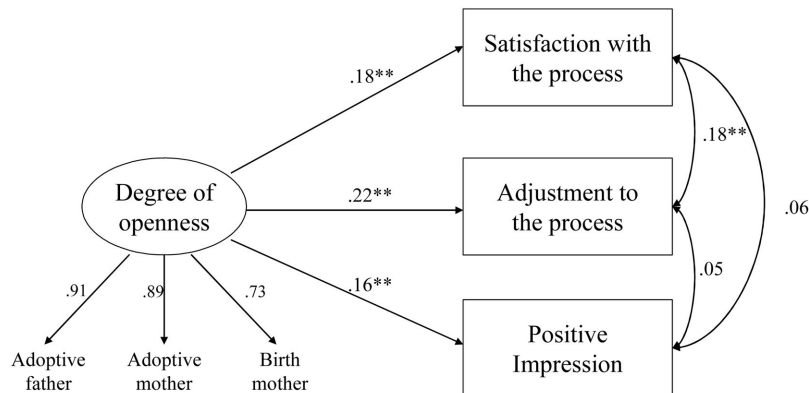 Satisfaction with
the process
.18**
.18**
Degree of
openness
.22**
Adjustment to
the process
.06
.05
.91
.89
.73
.16**
Positive
Impression
Adoptive
father
Adoptive
mother
Birth
mother